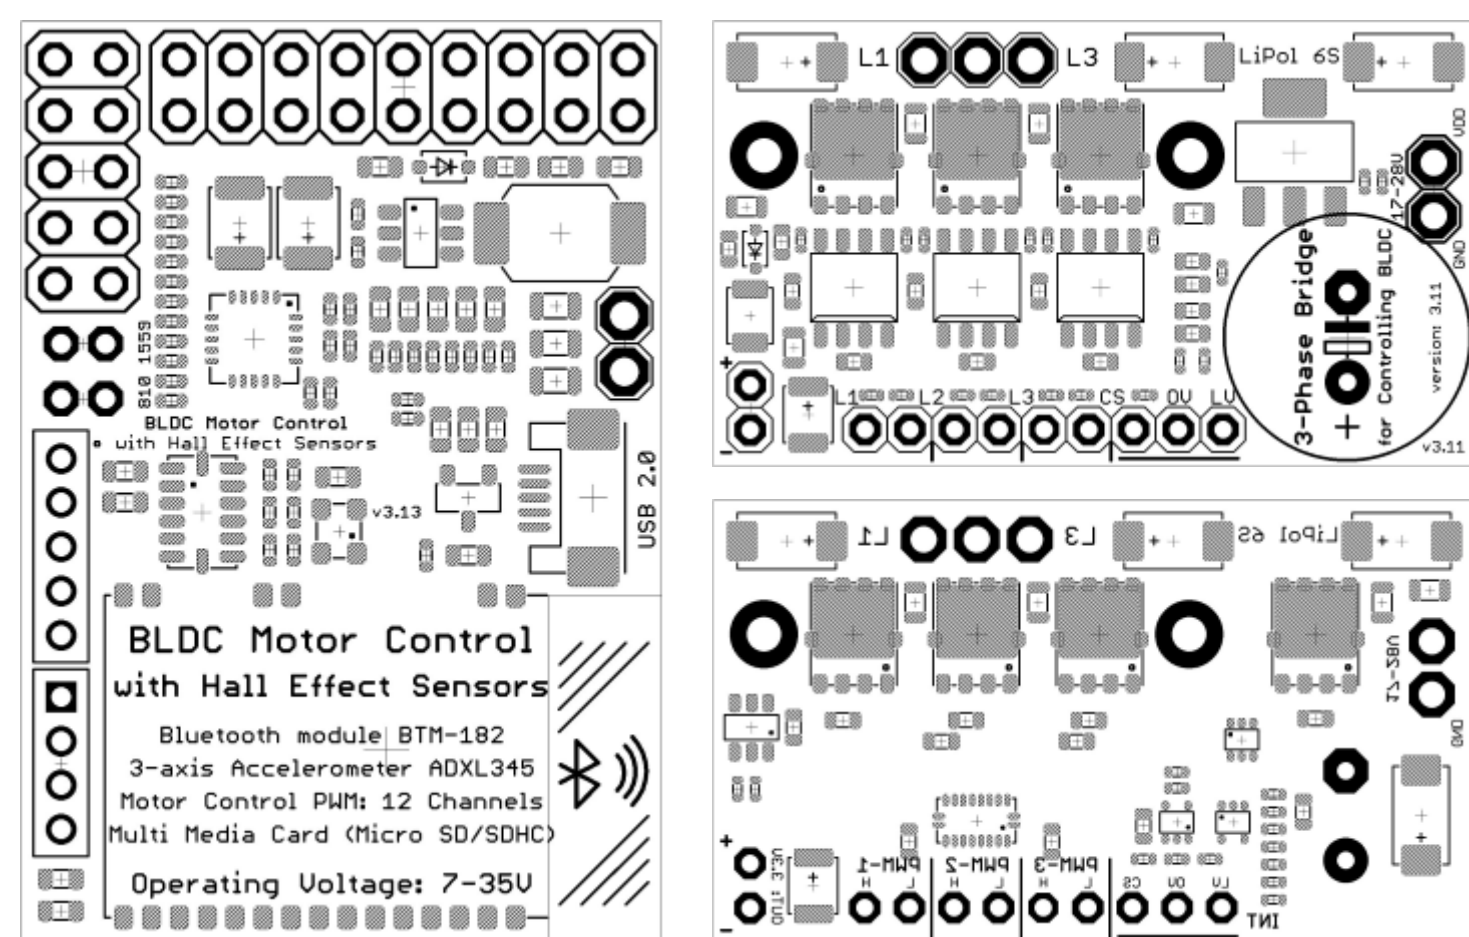 1559
810
BLDC Motor Control
with Hall Effect Sensors
v3.13
USB 2.0
BLDC Motor Control
with Hall Effect Sensors
Bluetooth module BTM-182
3-axis Accelerometer ADXL345
Motor Control PWM: 12 Channels
Multi Media Card (Micro SD/SDHC)
Operating Voltage: 7-35V
L1
L3
LiPol 6S
VDD
17-28V
GND
3-Phase Bridge
for Controlling BLDC
version: 3.11
+
+
-
L1
L2
L3
CS
OV
LV
v3.11
L1
L3
LiPol 6S
17-28V
GND
+
-
OUT: 3.3V
PWM-1
PWM-2
PWM-3
H
L
H
L
H
L
CS
OV
LV
INT